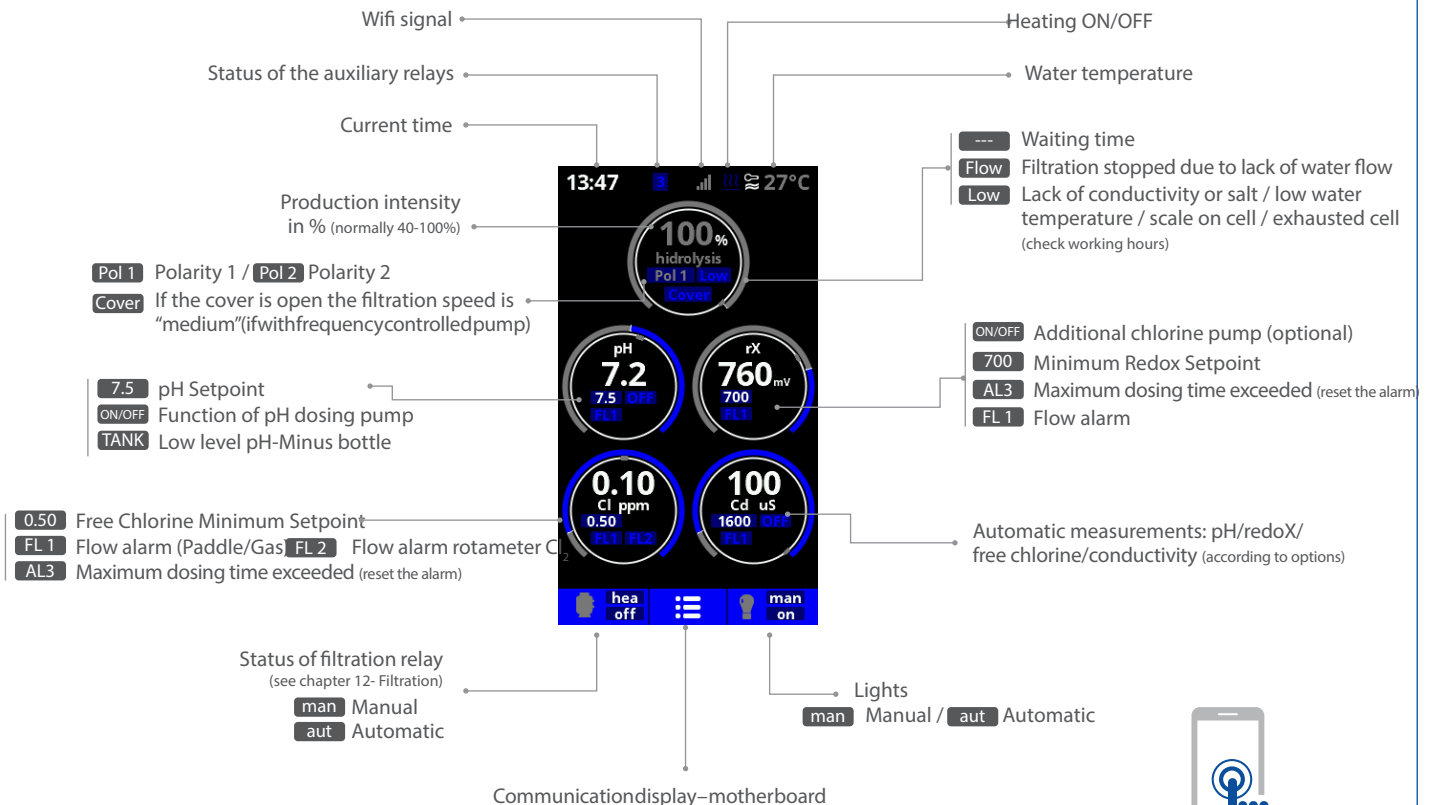 Wifi signal
Heating ON/OFF
Status of the auxiliary relays
Water temperature
Current time
--- Waiting time
Flow Filtration stopped due to lack of water flow
Low Lack of conductivity or salt / low water
temperature / scale on cell / exhausted cell
(check working hours)
Production intensity
in % (normally 40-100%)
Pol 1 Polarity 1 / Pol 2 Polarity 2
Cover If the cover is open the filtration speed is
“medium”(ifwithfrequencycontrolledpump)
13:47 3 27°C
100%
hidrolysis
Pol 1 Low
Cover
pH
7.2
7.5 OFF
FL1
rX
760 mV
700
FL1
0.10
Cl ppm
0.50
FL1 FL2
100
Cd uS
1600 OFF
FL1
hea
off
man
on
7.5 pH Setpoint
ON/OFF Function of pH dosing pump
TANK Low level pH-Minus bottle
ON/OFF Additional chlorine pump (optional)
700 Minimum Redox Setpoint
AL3 Maximum dosing time exceeded (reset the alarm)
FL 1 Flow alarm
0.50 Free Chlorine Minimum Setpoint
FL 1 Flow alarm (Paddle/Gas) FL 2 Flow alarm rotameter Cl2
AL3 Maximum dosing time exceeded (reset the alarm)
Automatic measurements: pH/redoX/
free chlorine/conductivity (according to options)
Status of filtration relay
(see chapter 12- Filtration)
man Manual
aut Automatic
Lights
man Manual / aut Automatic
Communicationdisplay–motherboard